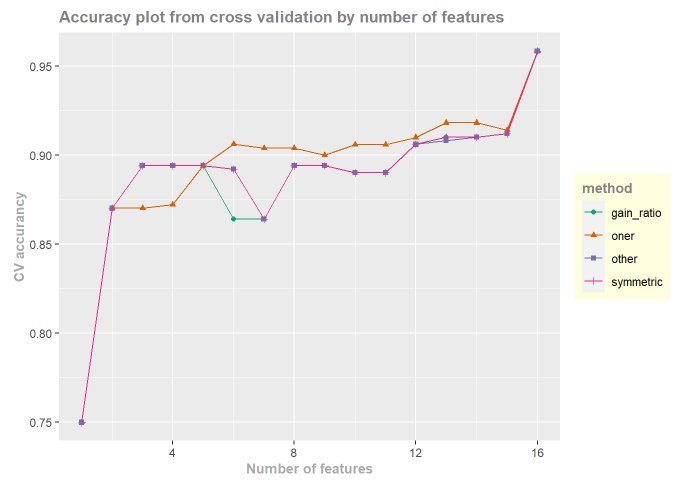 Accuracy plot from cross validation by number of features
0.95
0.90
0.85
0.80
0.75
CV accurancy
4
8
12
16
Number of features
method
gain_ratio
oner
other
symmetric